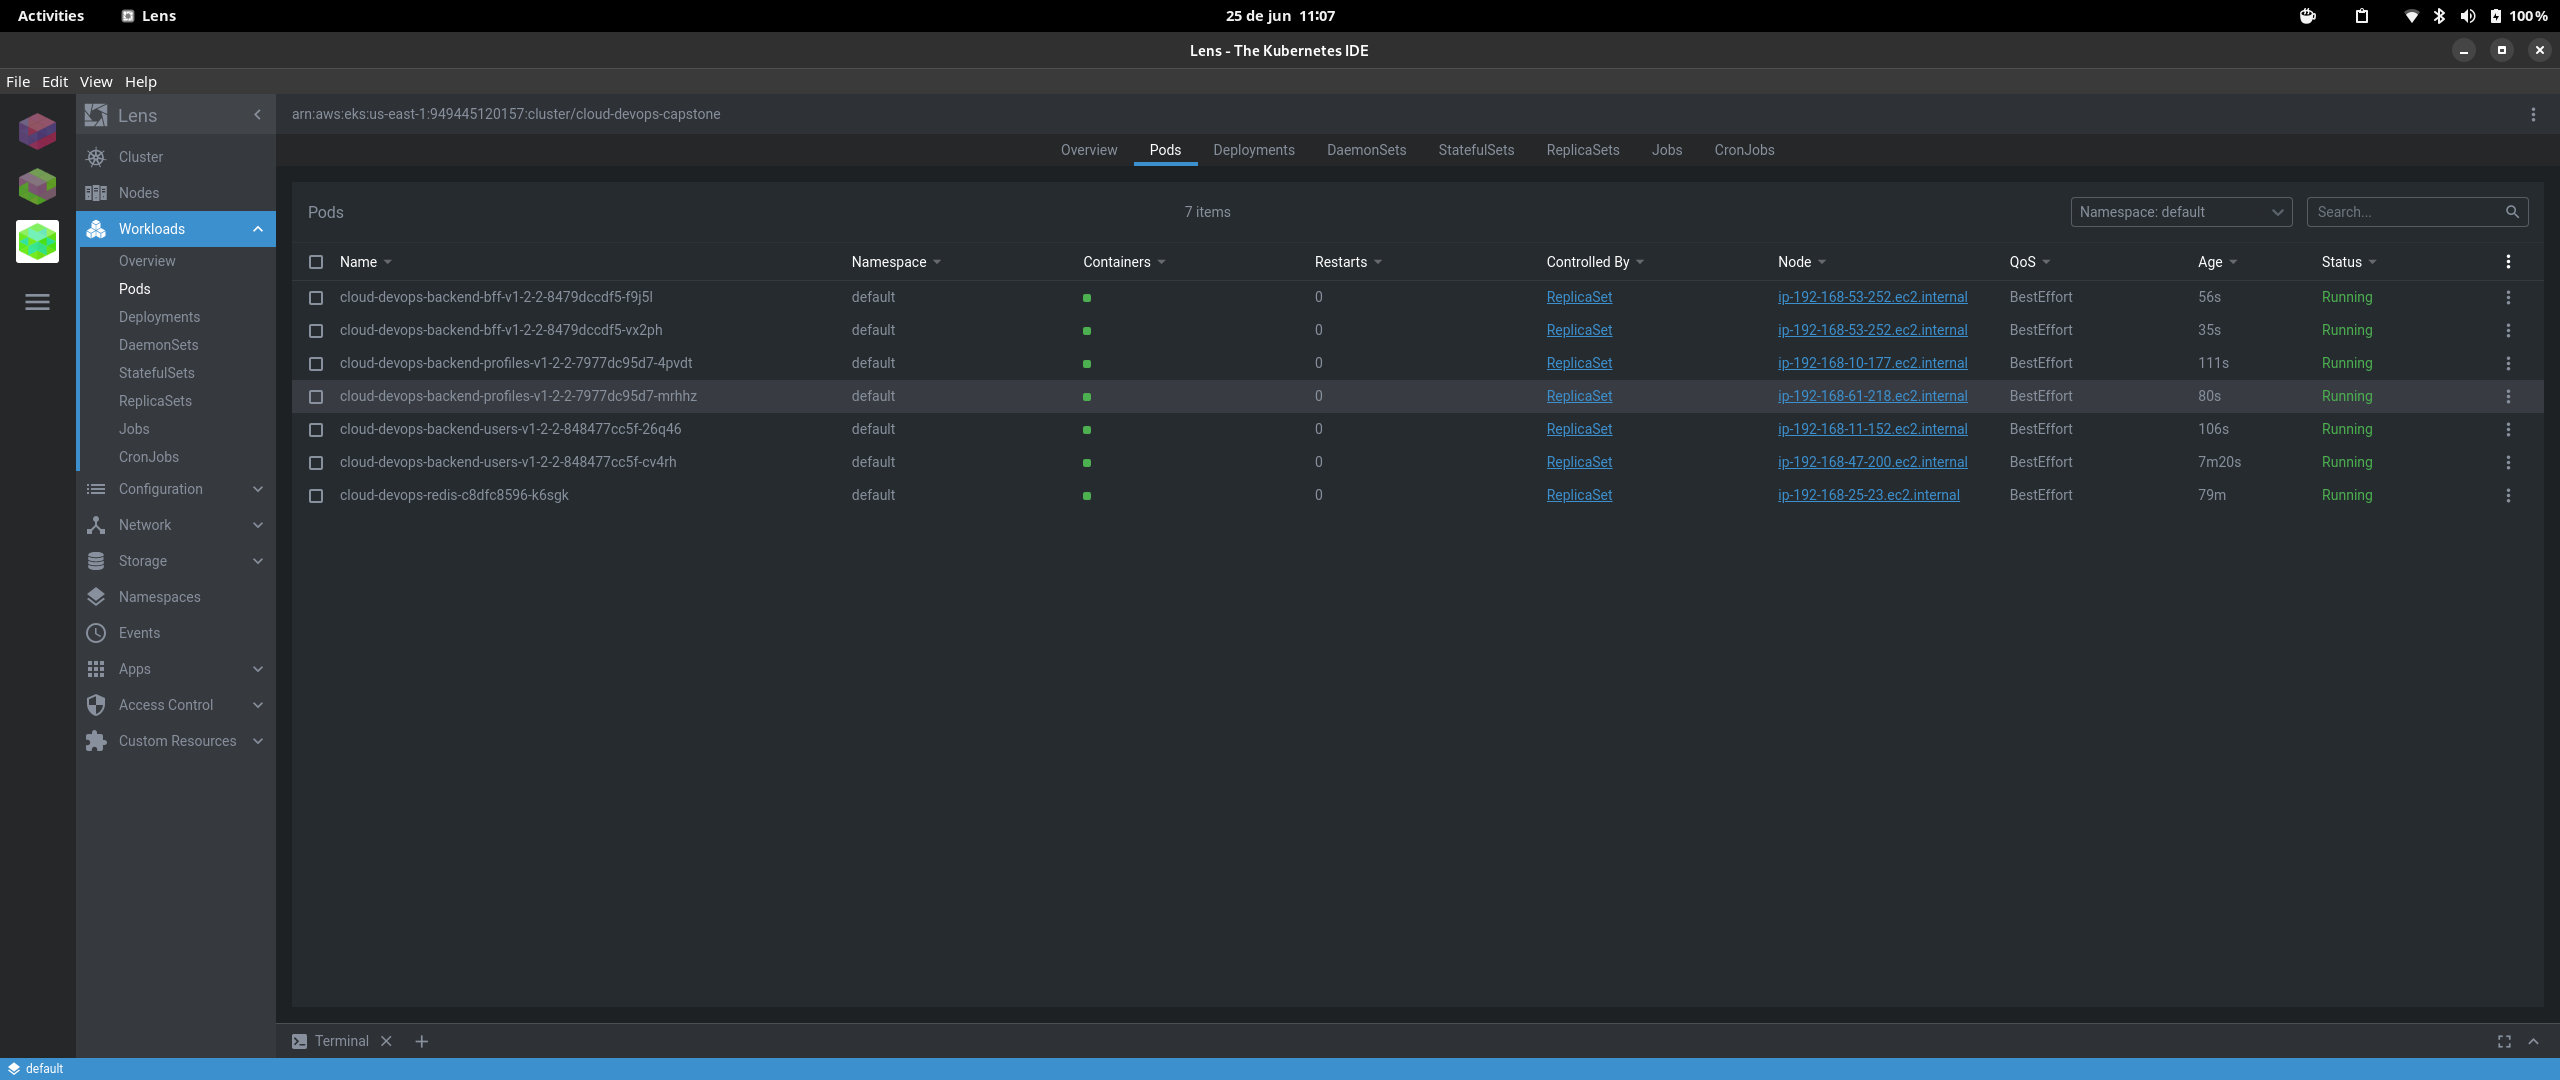 Activities Lens 25 de jun 11:07 100 %
Lens - The Kubernetes IDE
File Edit View Help
Lens
arn:aws:eks:us-east-1:949445120157:cluster/cloud-devops-capstone
Cluster
Nodes
Workloads
Overview
Pods
Deployments
DaemonSets
StatefulSets
ReplicaSets
Jobs
CronJobs
Configuration
Network
Storage
Namespaces
Events
Apps
Access Control
Custom Resources
Overview Pods Deployments DaemonSets StatefulSets ReplicaSets Jobs CronJobs
Pods 7 items Namespace: default Search...
Name Namespace Containers Restarts Controlled By Node QoS Age Status
cloud-devops-backend-bff-v1-2-2-8479dccdf5-f9j5l default 0 ReplicaSet ip-192-168-53-252.ec2.internal BestEffort 56s Running
cloud-devops-backend-bff-v1-2-2-8479dccdf5-vx2ph default 0 ReplicaSet ip-192-168-53-252.ec2.internal BestEffort 35s Running
cloud-devops-backend-profiles-v1-2-2-7977dc95d7-4pvdt default 0 ReplicaSet ip-192-168-10-177.ec2.internal BestEffort 111s Running
cloud-devops-backend-profiles-v1-2-2-7977dc95d7-mrhhz default 0 ReplicaSet ip-192-168-61-218.ec2.internal BestEffort 80s Running
cloud-devops-backend-users-v1-2-2-848477cc5f-26q46 default 0 ReplicaSet ip-192-168-11-152.ec2.internal BestEffort 106s Running
cloud-devops-backend-users-v1-2-2-848477cc5f-cv4rh default 0 ReplicaSet ip-192-168-47-200.ec2.internal BestEffort 7m20s Running
cloud-devops-redis-c8dfc8596-k6sgk default 0 ReplicaSet ip-192-168-25-23.ec2.internal BestEffort 79m Running
Terminal
default